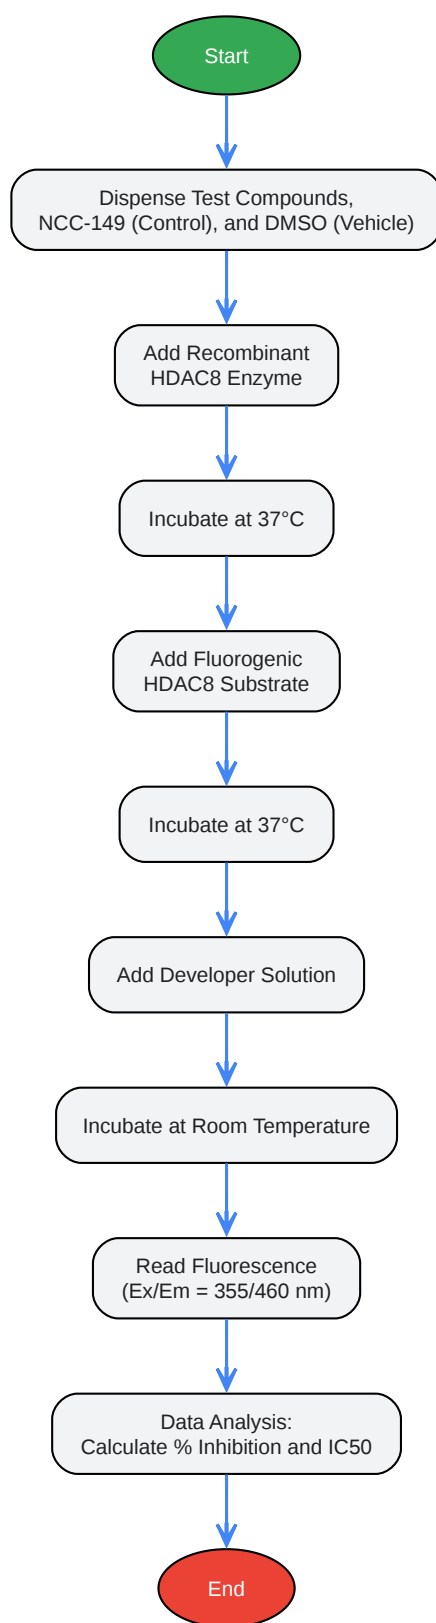 Start
Dispense Test Compounds,
NCC-149 (Control), and DMSO (Vehicle)
Add Recombinant
HDAC8 Enzyme
Incubate at 37°C
Add Fluorogenic
HDAC8 Substrate
Incubate at 37°C
Add Developer Solution
Incubate at Room Temperature
Read Fluorescence
(Ex/Em = 355/460 nm)
Data Analysis:
Calculate % Inhibition and IC50
End